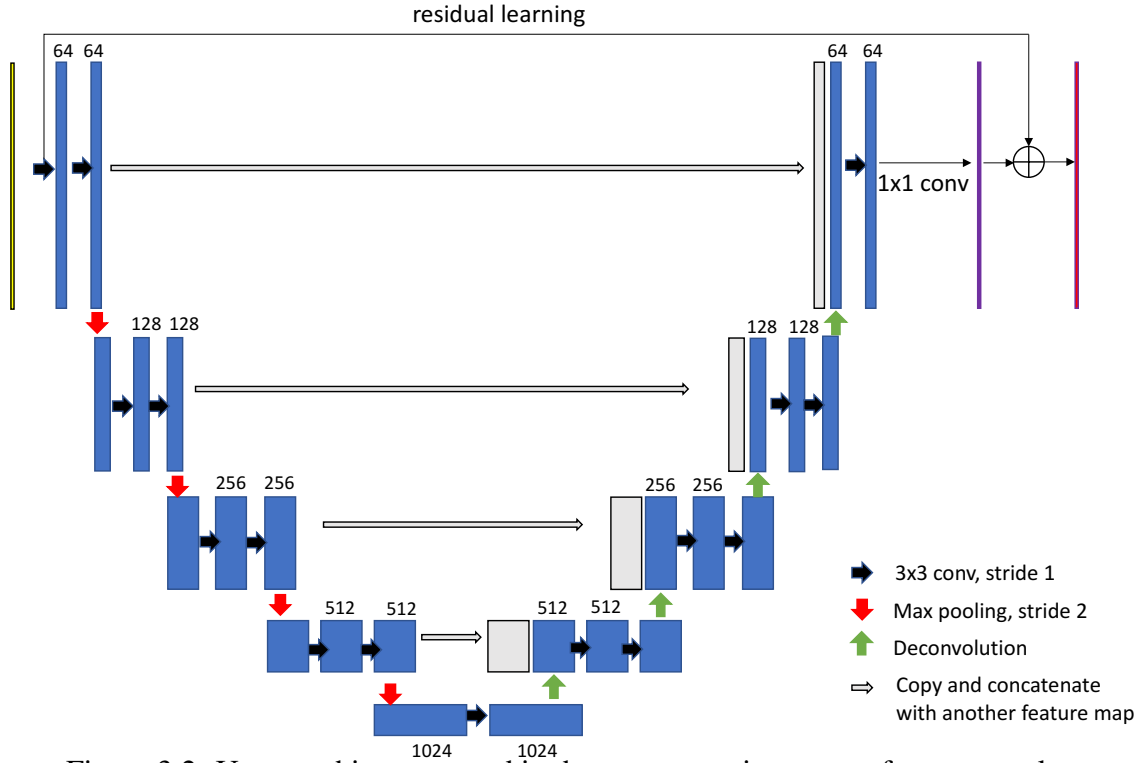 residual learning
64 64
64 64
1x1 conv
128 128
128 128
256 256
256 256
512 512
512 512
1024 1024
3x3 conv, stride 1
Max pooling, stride 2
Deconvolution
Copy and concatenate
with another feature map